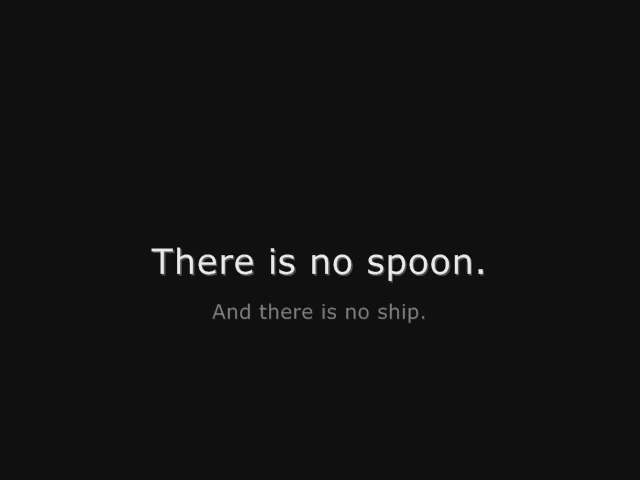 There is no spoon.
And there is no ship.